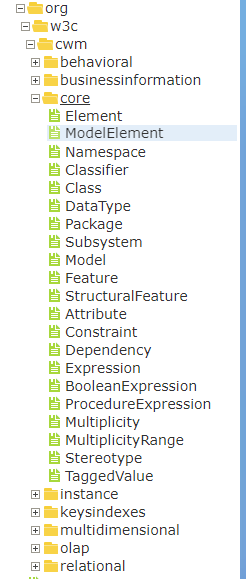 org
w3c
cwm
behavioral
businessinformation
core
Element
ModelElement
Namespace
Classifier
Class
DataType
Package
Subsystem
Model
Feature
StructuralFeature
Attribute
Constraint
Dependency
Expression
BooleanExpression
ProcedureExpression
Multiplicity
MultiplicityRange
Stereotype
TaggedValue
instance
keysindexes
multidimensional
olap
relational